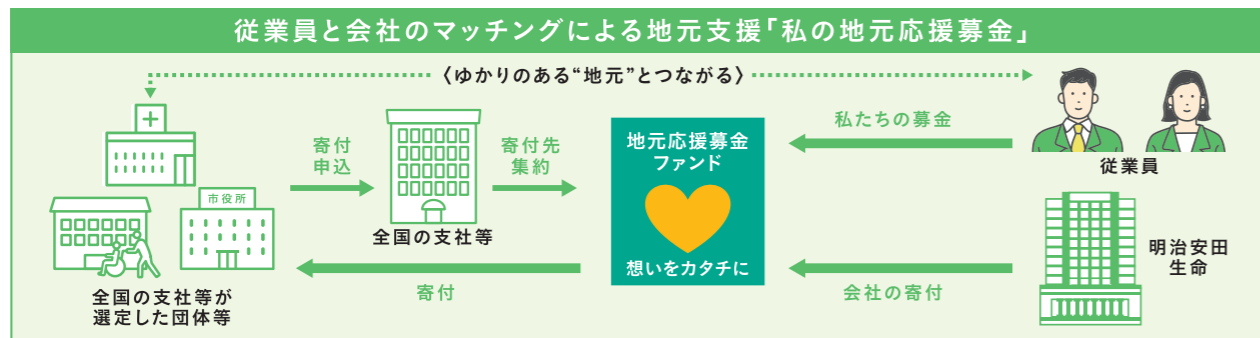 従業員と会社のマッチングによる地元支援「私の地元応援募金」
〈ゆかりのある“地元”とつながる〉
寄付
申込
寄付先
集約
地元応援募金
ファンド
私たちの募金
従業員
市役所
全国の支社等
想いをカタチに
明治安田
生命
寄付
会社の寄付
全国の支社等が
選定した団体等